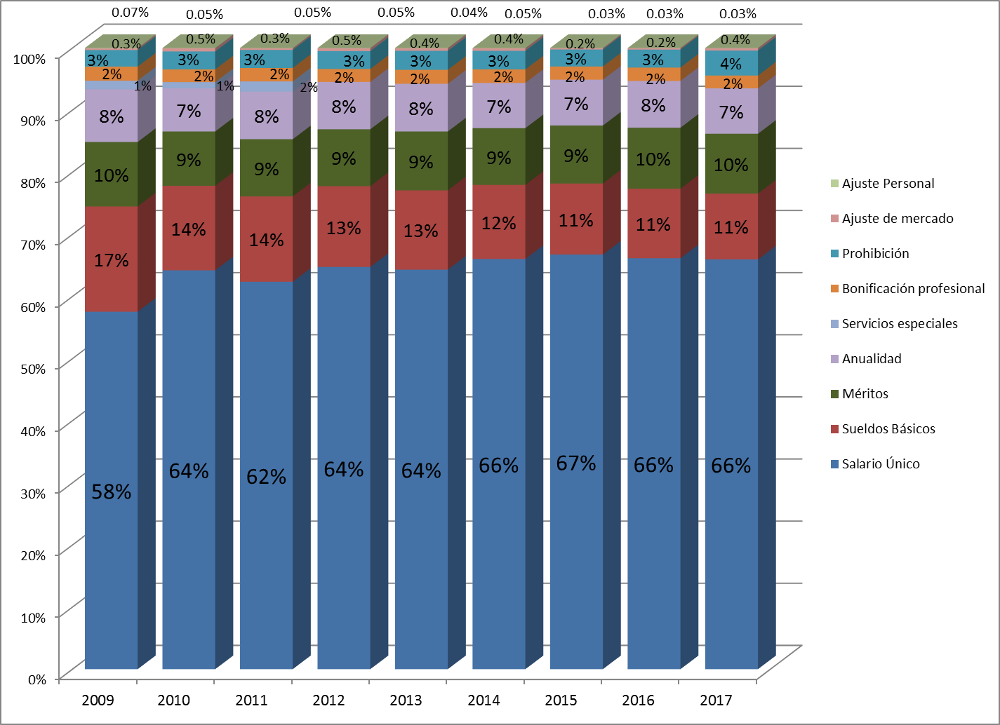 0.07% 0.05% 0.05% 0.05% 0.04% 0.05% 0.03% 0.03% 0.03%
0.3% 0.5% 0.3% 0.5% 0.4% 0.4% 0.2% 0.2% 0.4%
3% 3% 3% 3% 3% 3% 3% 3% 4%
2% 2% 2% 2% 2% 2% 2% 2% 2%
1% 1% 2%
8% 7% 8% 8% 8% 7% 7% 8% 7%
10% 9% 9% 9% 9% 9% 9% 10% 10%
17% 14% 14% 13% 13% 12% 11% 11% 11%
58% 64% 62% 64% 64% 66% 67% 66% 66%
100%
90%
80%
70%
60%
50%
40%
30%
20%
10%
0%
2009 2010 2011 2012 2013 2014 2015 2016 2017
Ajuste Personal
Ajuste de mercado
Prohibición
Bonificación profesional
Servicios especiales
Anualidad
Méritos
Sueldos Básicos
Salario Único